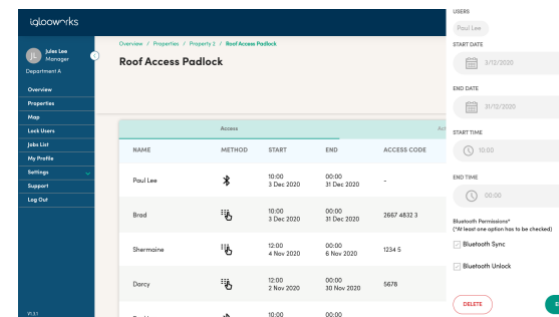 iglooworks
Jules Lee
Manager
Department A
Overview
Properties
Map
Lock Users
Jobs List
My Profile
Settings
Support
Log Out
V1.3.1
Overview / Properties / Property 2 / Roof Access Padlock
Roof Access Padlock
Access
NAME METHOD START END ACCESS CODE
Paul Lee 10:00 3 Dec 2020 00:00 31 Dec 2020 -
Brad 10:00 3 Dec 2020 00:00 31 Dec 2020 2667 4832 3
Shermaine 12:00 4 Nov 2020 00:00 6 Nov 2020 1234 5
Darcy 12:00 2 Nov 2020 00:00 30 Nov 2020 5678
10:00 00:00
USERS
Paul Lee
START DATE
3/12/2020
END DATE
31/12/2020
START TIME
10:00
END TIME
00:00
Bluetooth Permissions*
(*At least one option has to be checked)
Bluetooth Sync
Bluetooth Unlock
DELETE